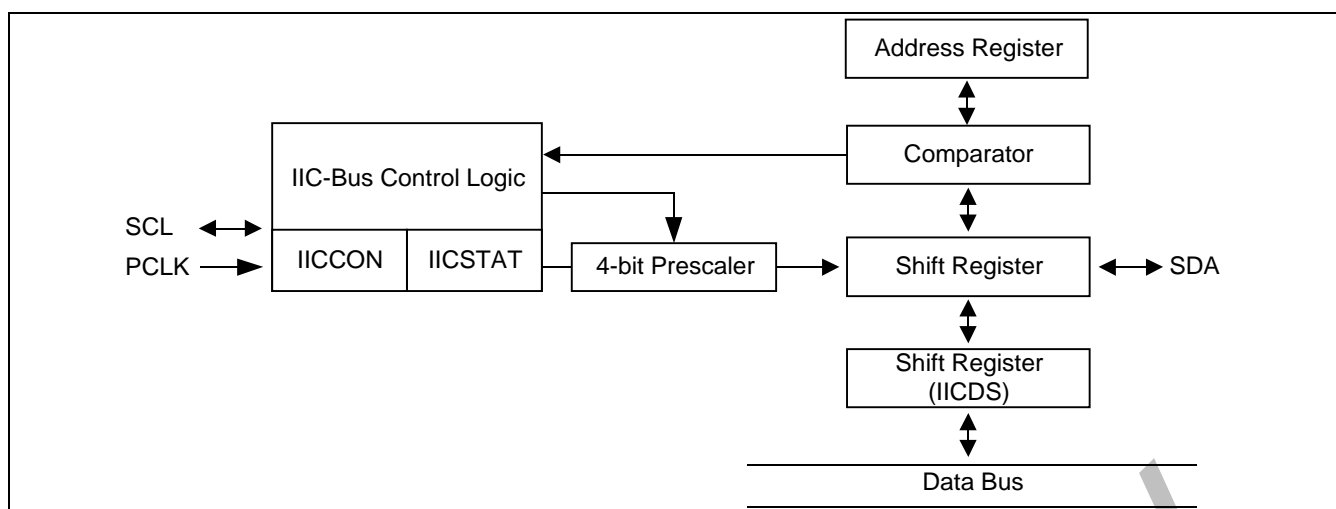 Address Register
Comparator
IIC-Bus Control Logic
SCL
PCLK
IICCON
IICSTAT
4-bit Prescaler
Shift Register
SDA
Shift Register
(IICDS)
Data Bus